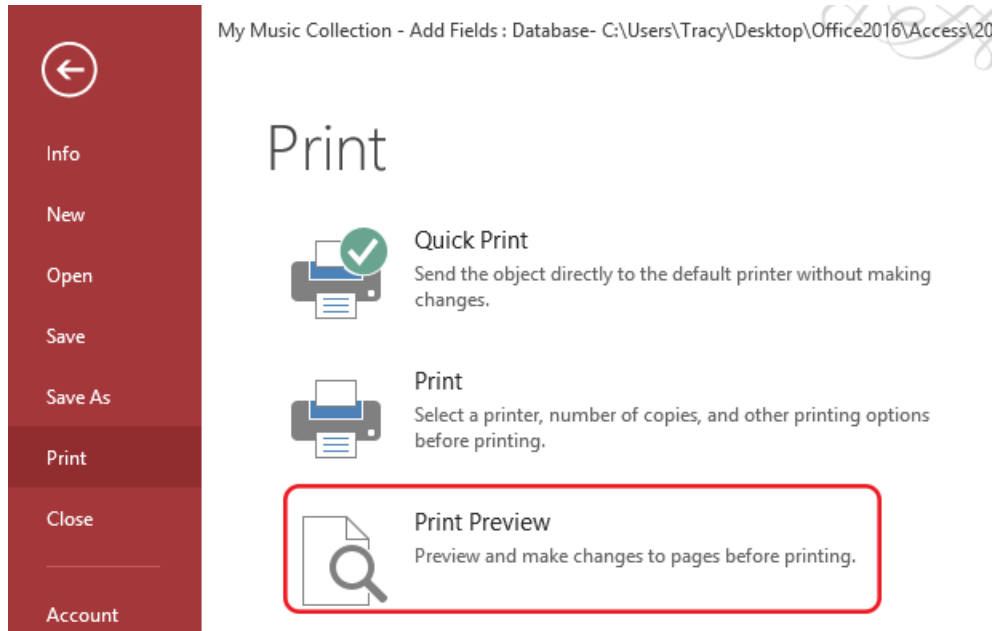 My Music Collection - Add Fields : Database- C:\Users\Tracy\Desktop\Office2016\Access\20
Info
New
Open
Save
Save As
Print
Close
Account
Print
Quick Print
Send the object directly to the default printer without making
changes.
Print
Select a printer, number of copies, and other printing options
before printing.
Print Preview
Preview and make changes to pages before printing.